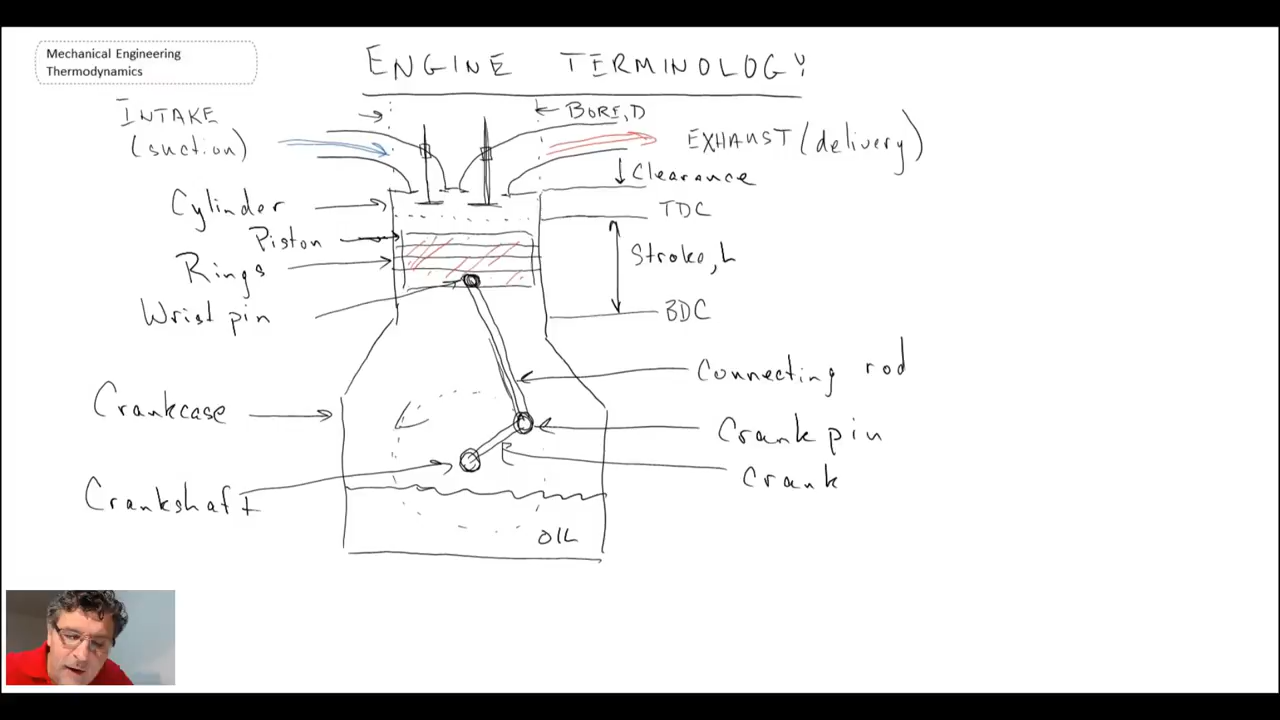 Mechanical Engineering
Thermodynamics
ENGINE TERMINOLOGY
INTAKE
(suction)
BORE, D
EXHAUST (delivery)
Clearance
Cylinder
TDC
Piston
Stroke, L
Rings
Wrist pin
BDC
Connecting rod
Crankcase
Crank pin
Crank
Crankshaft
OIL